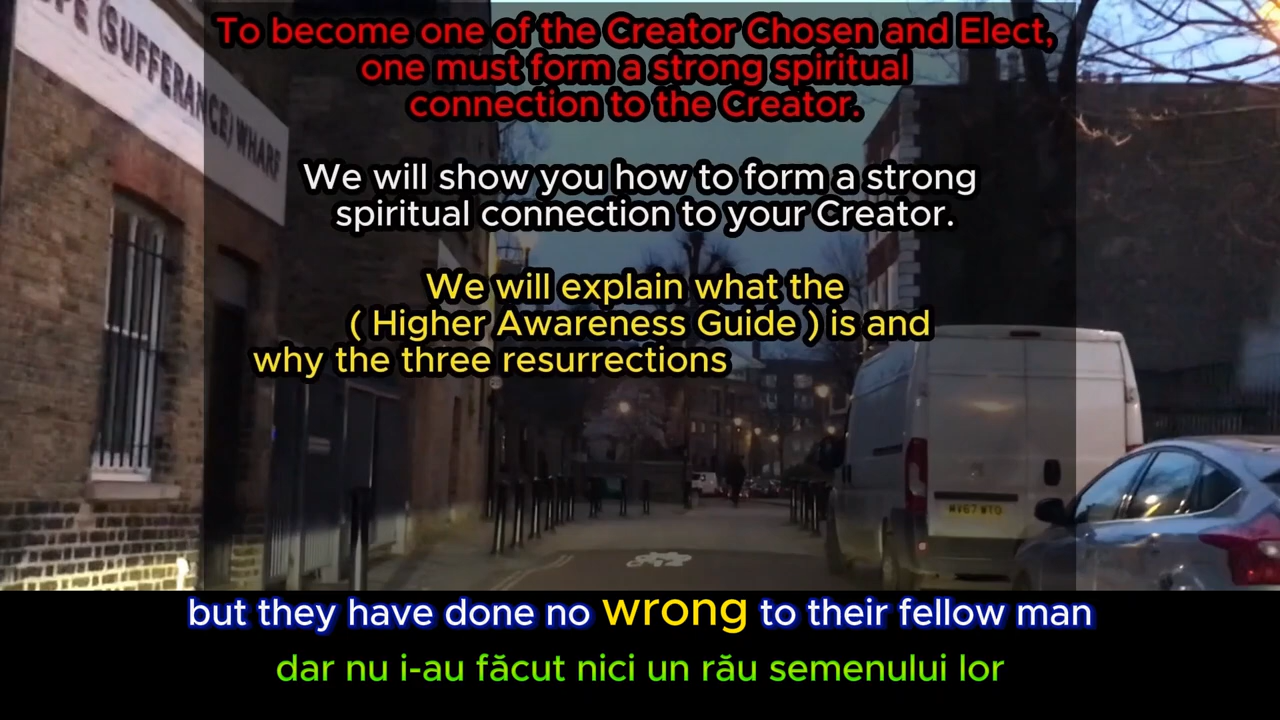 (SUFFERANCE) WHARF
To become one of the Creator Chosen and Elect,
one must form a strong spiritual
connection to the Creator.
We will show you how to form a strong
spiritual connection to your Creator.
We will explain what the
( Higher Awareness Guide ) is and
why the three resurrections
but they have done no wrong to their fellow man
dar nu i-au făcut nici un rău semenului lor